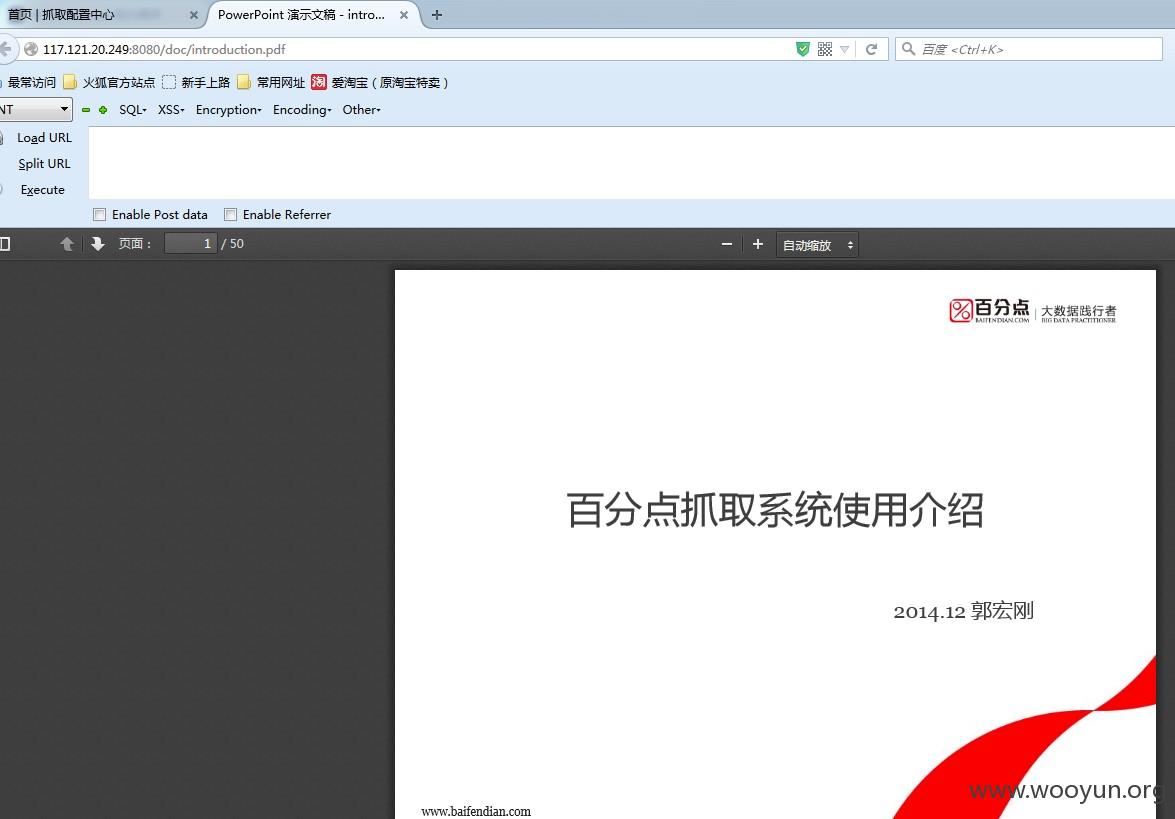 首页 | 抓取配置中心
PowerPoint 演示文稿 - intro...
117.121.20.249:8080/doc/introduction.pdf
百度 <Ctrl+K>
最常访问 火狐官方站点 新手上路 常用网址 淘 爱淘宝（原淘宝特卖）
NT SQL XSS Encryption Encoding Other
Load URL
Split URL
Execute
Enable Post data Enable Referrer
页面： 1 / 50 自动缩放
百分点 大数据践行者
BAIFENDIAN.COM BIG DATA PRACTITIONER
百分点抓取系统使用介绍
2014.12 郭宏刚
www.wooyun.org
www.baifendian.com